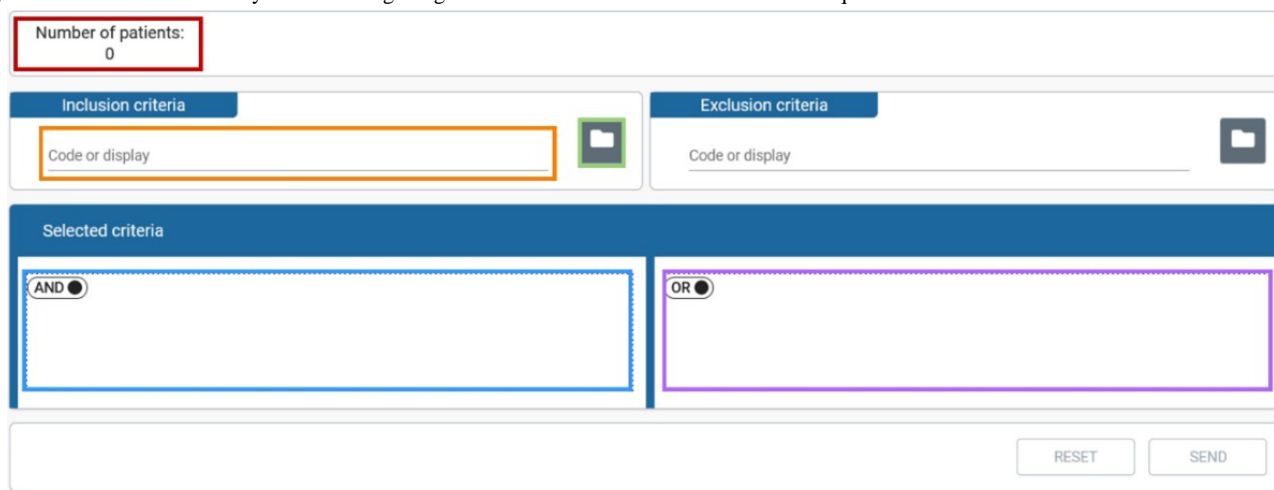 Number of patients:
0
Inclusion criteria
Code or display
Exclusion criteria
Code or display
Selected criteria
AND
OR
RESET
SEND